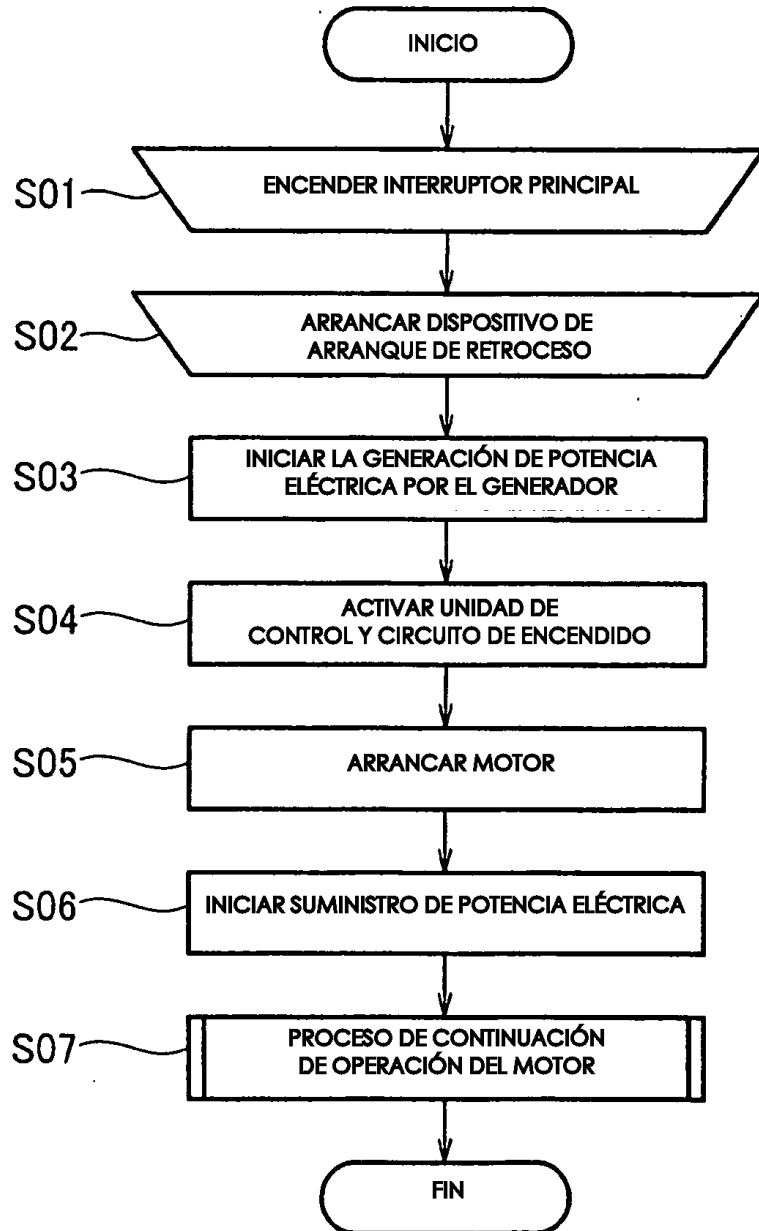 INICIO
S01
ENCENDER INTERRUPTOR PRINCIPAL
S02
ARRANCAR DISPOSITIVO DE
ARRANQUE DE RETROCESO
S03
INICIAR LA GENERACIÓN DE POTENCIA
ELÉCTRICA POR EL GENERADOR
S04
ACTIVAR UNIDAD DE
CONTROL Y CIRCUITO DE ENCENDIDO
S05
ARRANCAR MOTOR
S06
INICIAR SUMINISTRO DE POTENCIA ELÉCTRICA
S07
PROCESO DE CONTINUACIÓN
DE OPERACIÓN DEL MOTOR
FIN